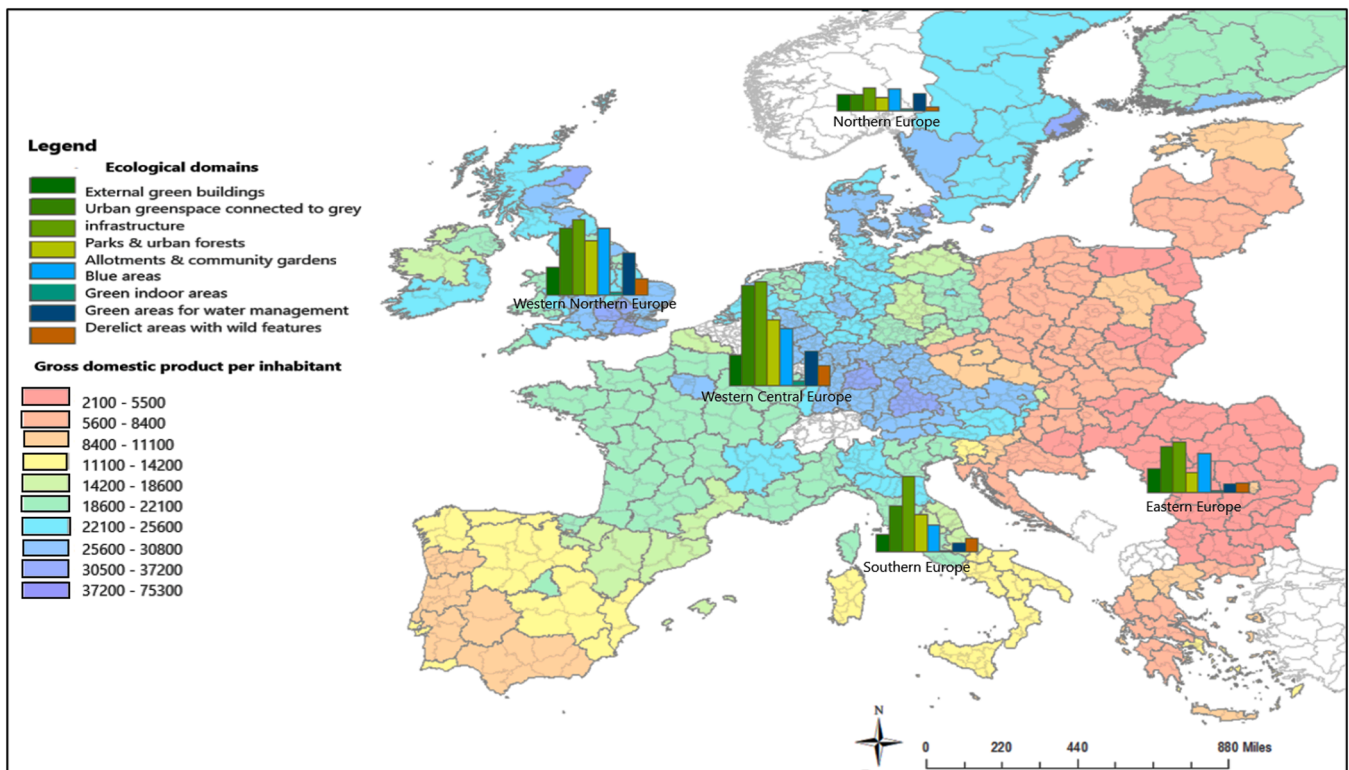 Legend
Ecological domains
External green buildings
Urban greenspace connected to grey
infrastructure
Parks & urban forests
Allotments & community gardens
Blue areas
Green indoor areas
Green areas for water management
Derelict areas with wild features
Gross domestic product per inhabitant
2100 - 5500
5600 - 8400
8400 - 11100
11100 - 14200
14200 - 18600
18600 - 22100
22100 - 25600
25600 - 30800
30500 - 37200
37200 - 75300
Northern Europe
Western Northern Europe
Western Central Europe
Eastern Europe
Southern Europe
N
0 220 440 880 Miles